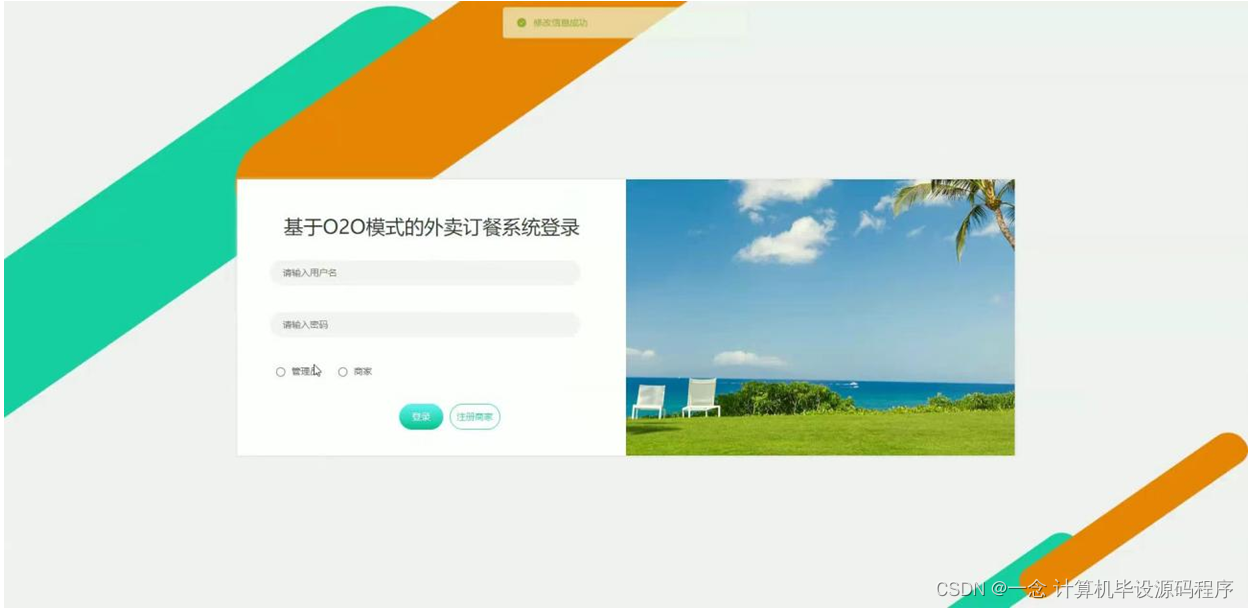 修改信息成功
基于O2O模式的外卖订餐系统登录
请输入用户名
请输入密码
管理员 商家
登录 注册商家
CSDN @一念 计算机毕设源码程序